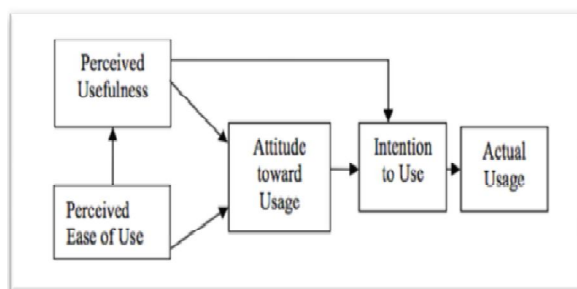 Perceived
Usefulness
Perceived
Ease of Use
Attitude
toward
Usage
Intention
to Use
Actual
Usage